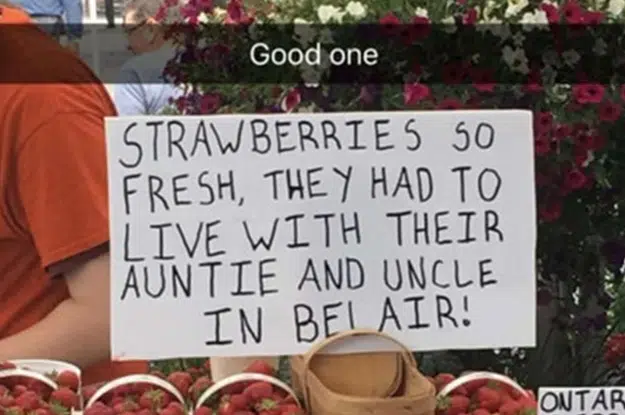 Good one
STRAWBERRIES SO
FRESH, THEY HAD TO
LIVE WITH THEIR
AUNTIE AND UNCLE
IN BEL AIR!
ONTAR